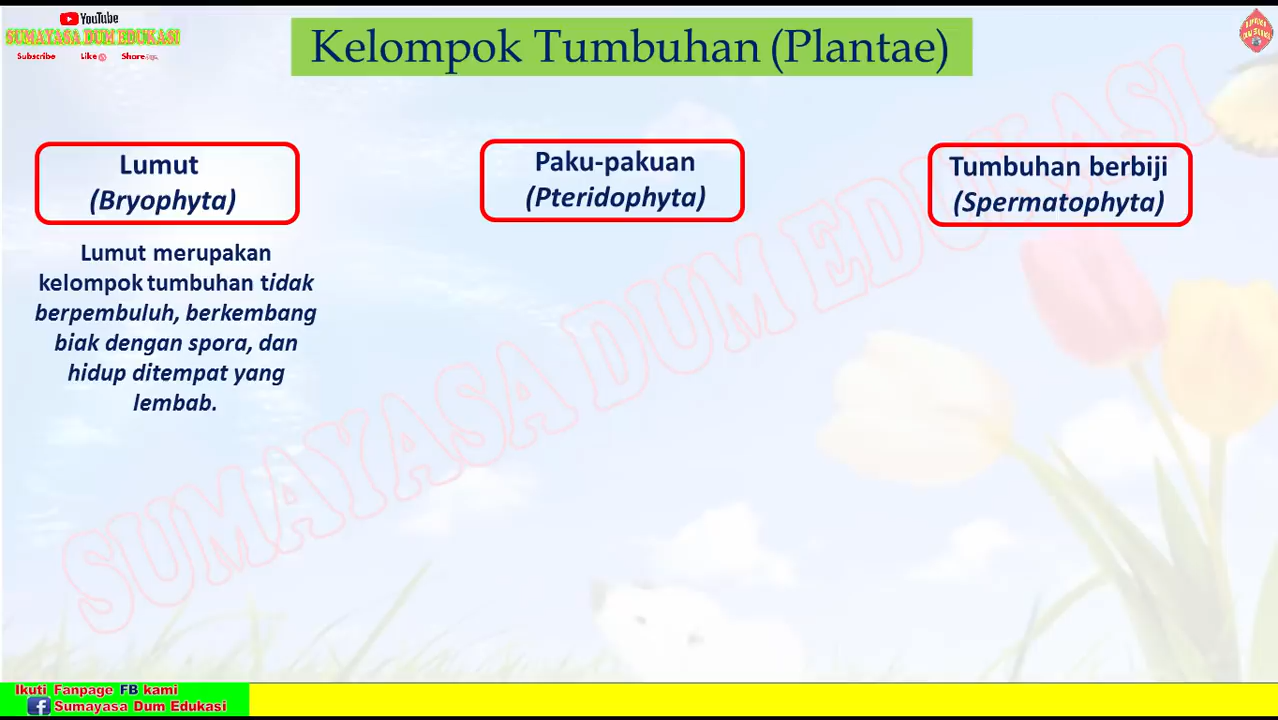 YouTube
SUMAYASA DUM EDUKASI
Subscribe Like Share
Kelompok Tumbuhan (Plantae)
Lumut
(Bryophyta)
Paku-pakuan
(Pteridophyta)
Tumbuhan berbiji
(Spermatophyta)
Lumut merupakan
kelompok tumbuhan tidak
berpembuluh, berkembang
biak dengan spora, dan
hidup ditempat yang
lembab.
SUMAYASA DUM EDUKASI
Ikuti Fanpage FB kami
Sumayasa Dum Edukasi